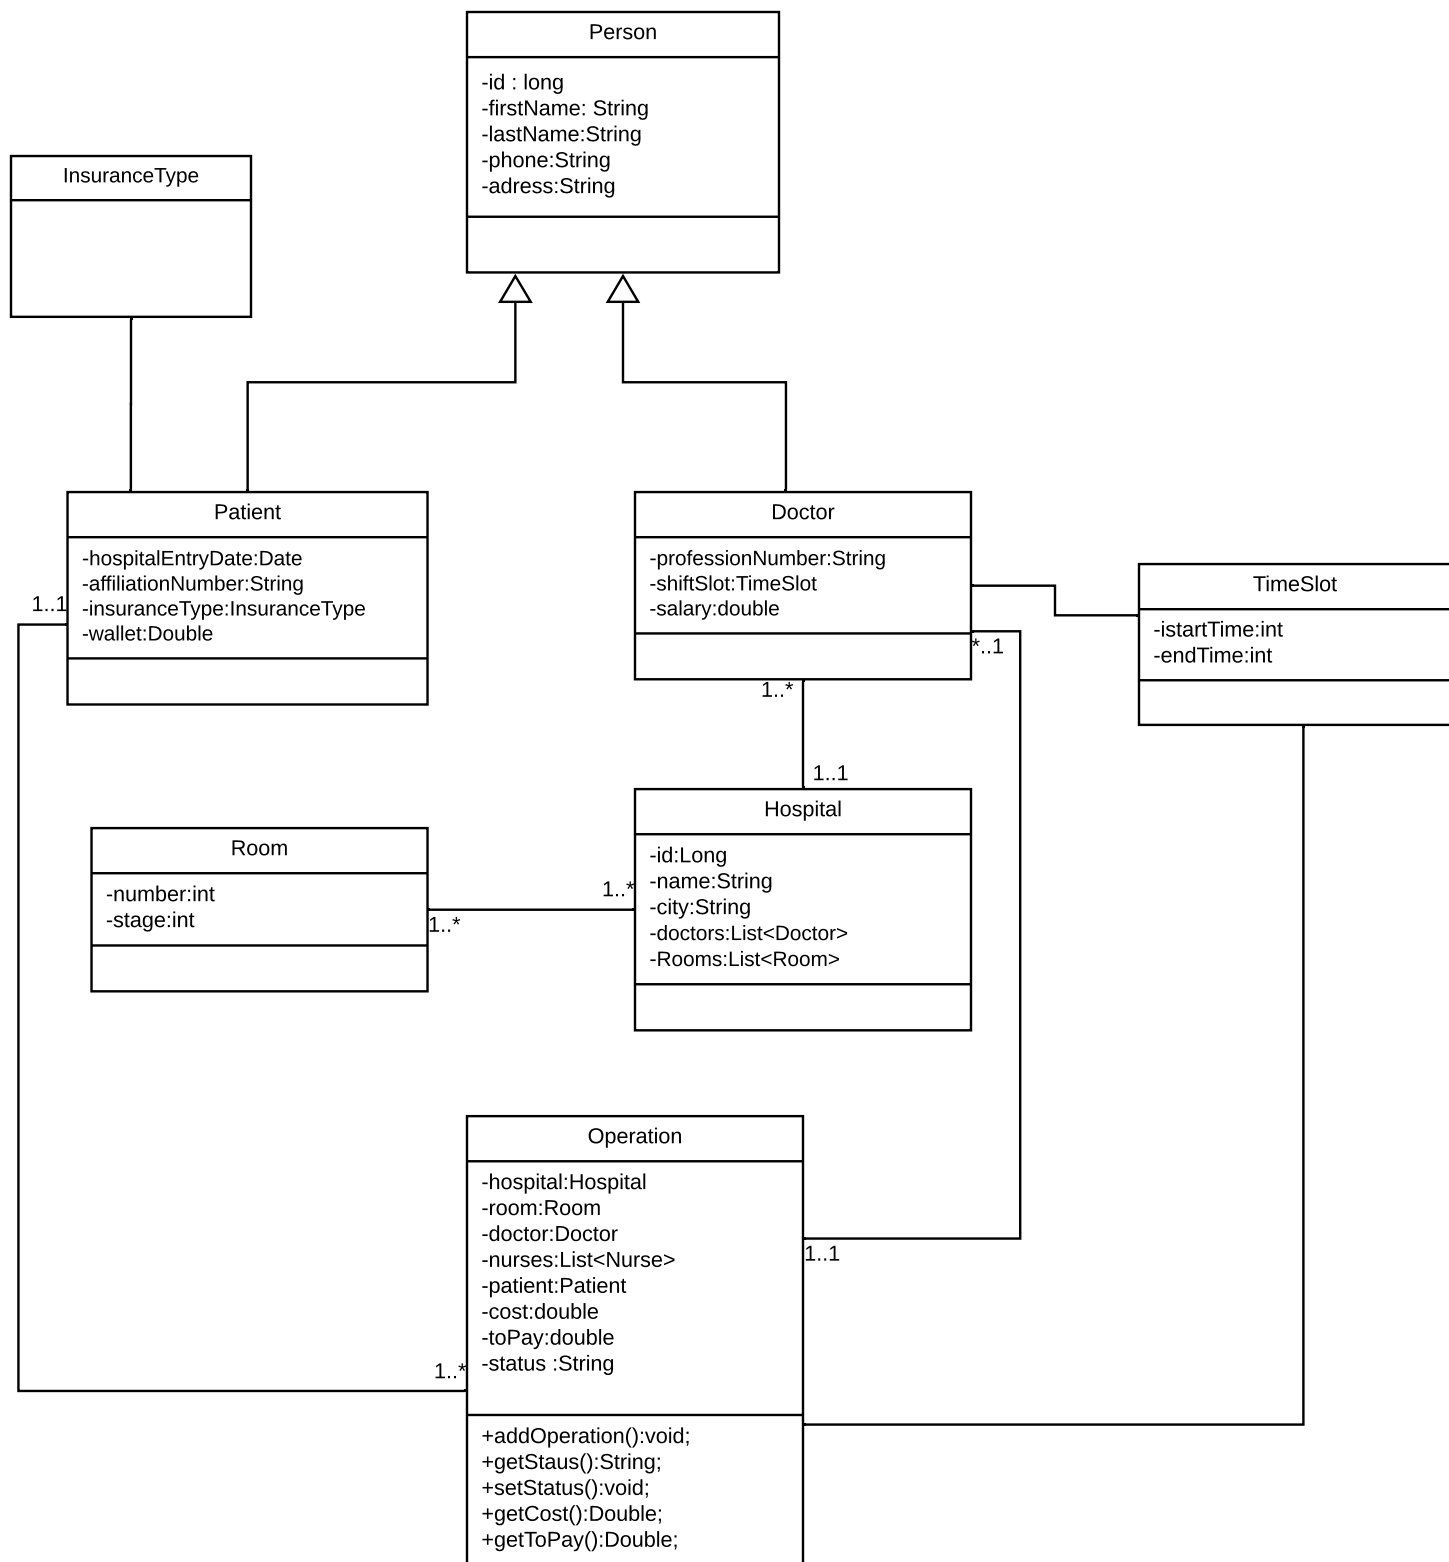 Person
-id : long
-firstName: String
-lastName:String
-phone:String
-adress:String
InsuranceType
Patient
-hospitalEntryDate:Date
-affiliationNumber:String
-insuranceType:InsuranceType
-wallet:Double
1..1
Doctor
-professionNumber:String
-shiftSlot:TimeSlot
-salary:double
*..1
1..*
TimeSlot
-istartTime:int
-endTime:int
1..1
Hospital
-id:Long
-name:String
-city:String
-doctors:List<Doctor>
-Rooms:List<Room>
Room
-number:int
-stage:int
1..*
1..*
Operation
-hospital:Hospital
-room:Room
-doctor:Doctor
-nurses:List<Nurse>
-patient:Patient
-cost:double
-toPay:double
-status :String
1..1
1..*
+addOperation():void;
+getStaus():String;
+setStatus():void;
+getCost():Double;
+getToPay():Double;